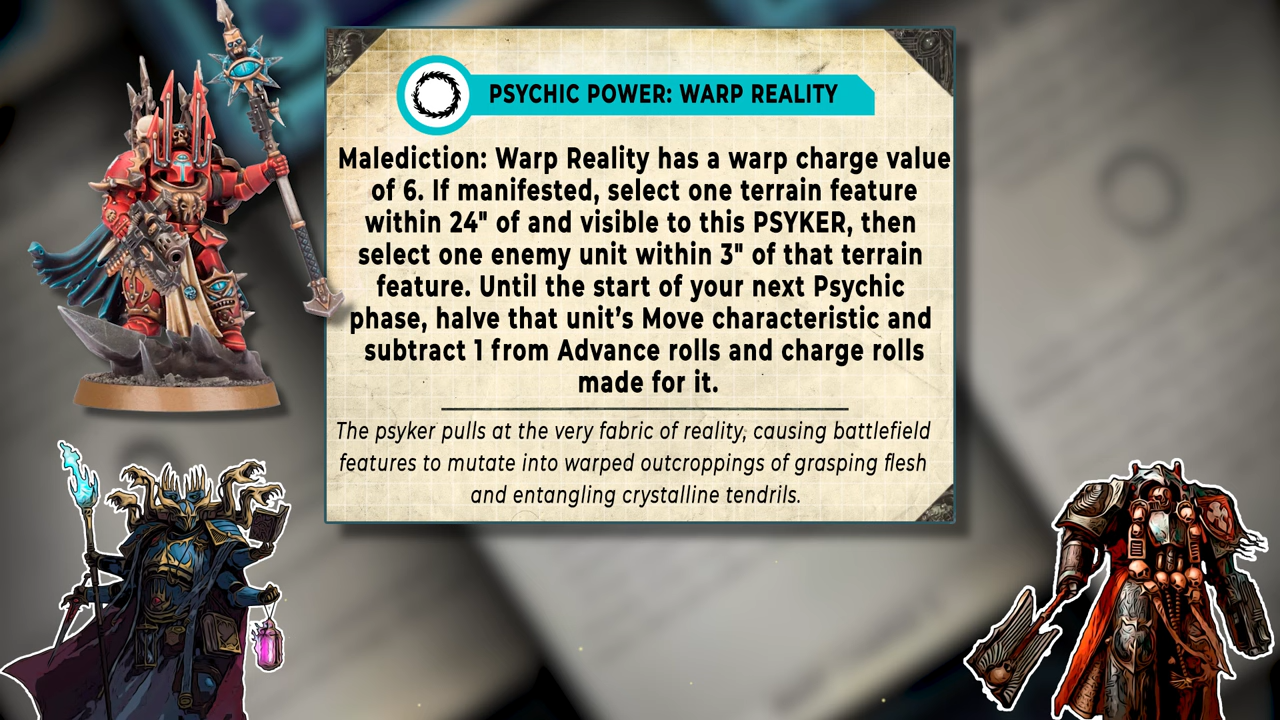 PSYCHIC POWER: WARP REALITY
Malediction: Warp Reality has a warp charge value
of 6. If manifested, select one terrain feature
within 24" of and visible to this PSYKER, then
select one enemy unit within 3" of that terrain
feature. Until the start of your next Psychic
phase, halve that unit’s Move characteristic and
subtract 1 from Advance rolls and charge rolls
made for it.
The psyker pulls at the very fabric of reality, causing battlefield
features to mutate into warped outcroppings of grasping flesh
and entangling crystalline tendrils.